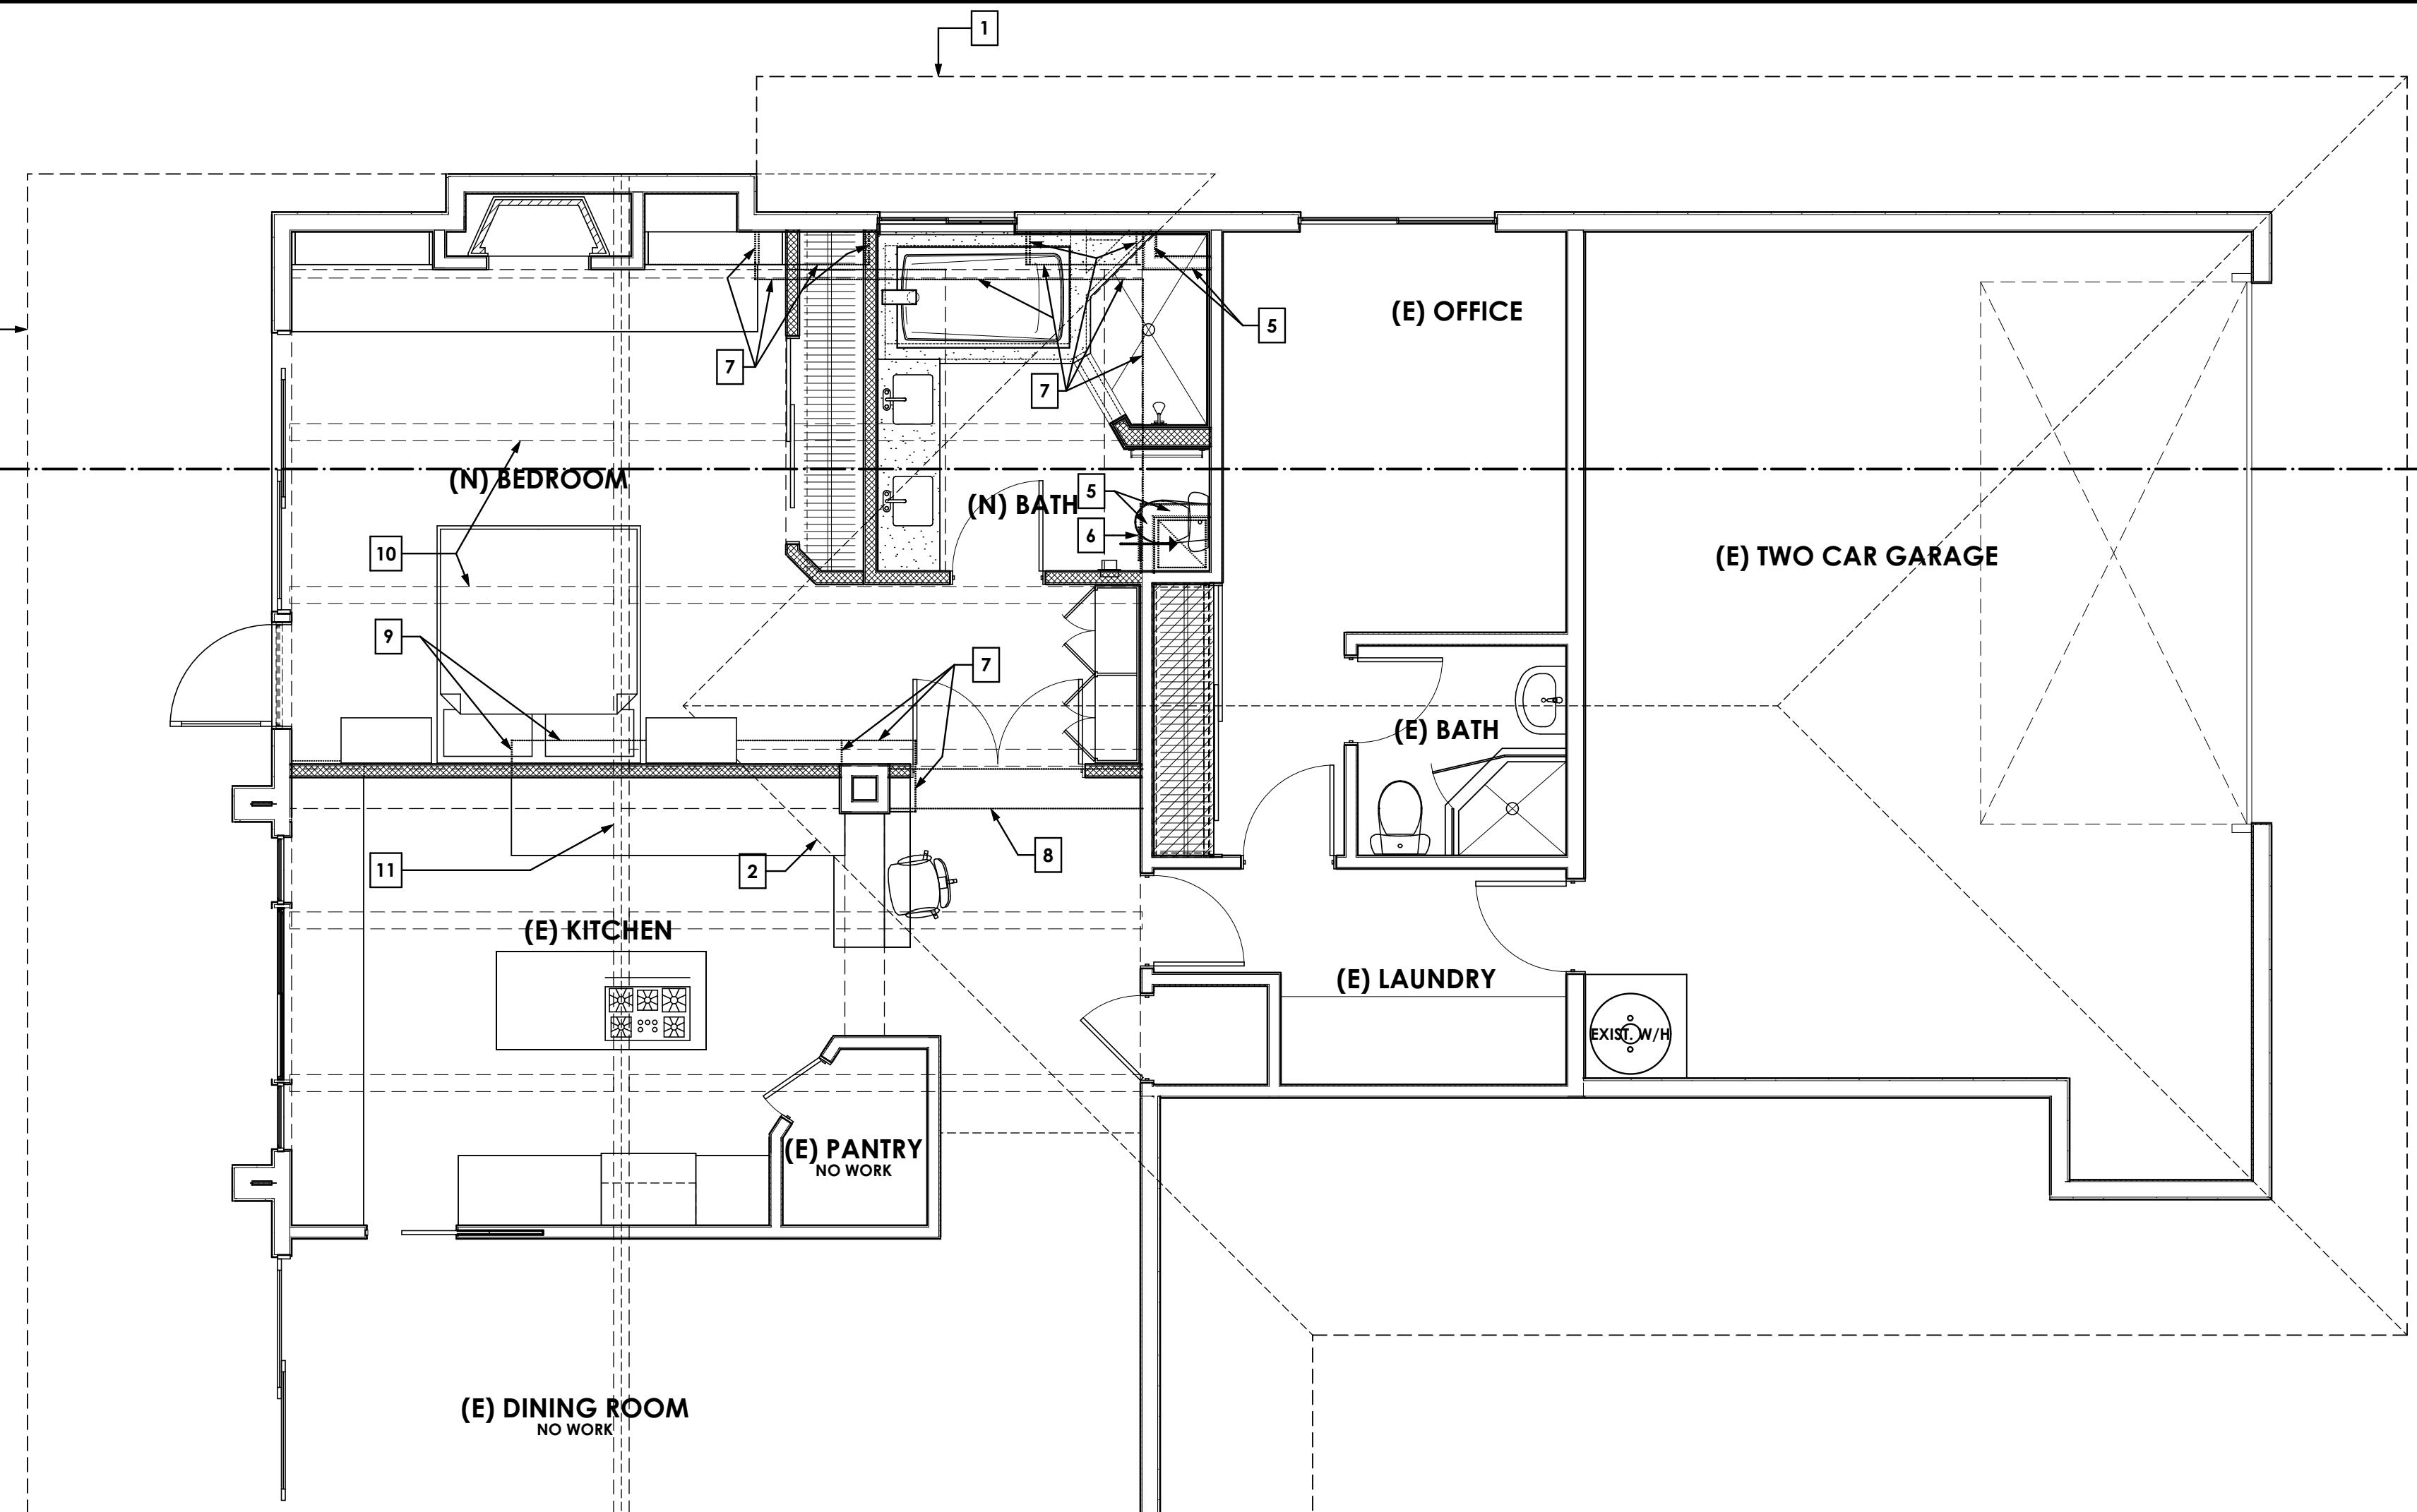 1
(E) OFFICE
5
7
7
(N) BEDROOM
5
(N) BATH
6
10
(E) TWO CAR GARAGE
9
7
(E) BATH
11
2
8
(E) KITCHEN
(E) LAUNDRY
EXIST. W/H
(E) PANTRY
NO WORK
(E) DINING ROOM
NO WORK